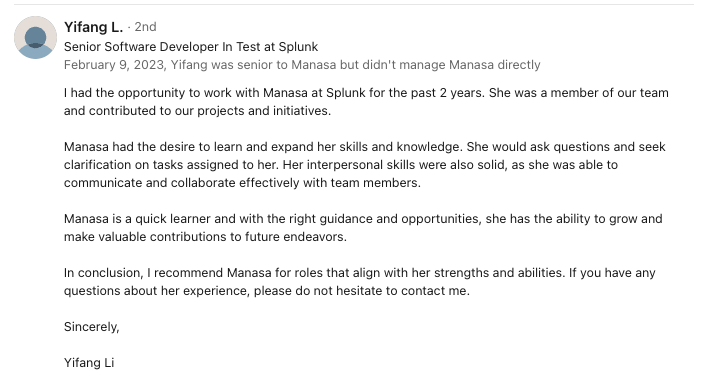 Yifang L. · 2nd
Senior Software Developer In Test at Splunk
February 9, 2023, Yifang was senior to Manasa but didn't manage Manasa directly
I had the opportunity to work with Manasa at Splunk for the past 2 years. She was a member of our team
and contributed to our projects and initiatives.
Manasa had the desire to learn and expand her skills and knowledge. She would ask questions and seek
clarification on tasks assigned to her. Her interpersonal skills were also solid, as she was able to
communicate and collaborate effectively with team members.
Manasa is a quick learner and with the right guidance and opportunities, she has the ability to grow and
make valuable contributions to future endeavors.
In conclusion, I recommend Manasa for roles that align with her strengths and abilities. If you have any
questions about her experience, please do not hesitate to contact me.
Sincerely,
Yifang Li